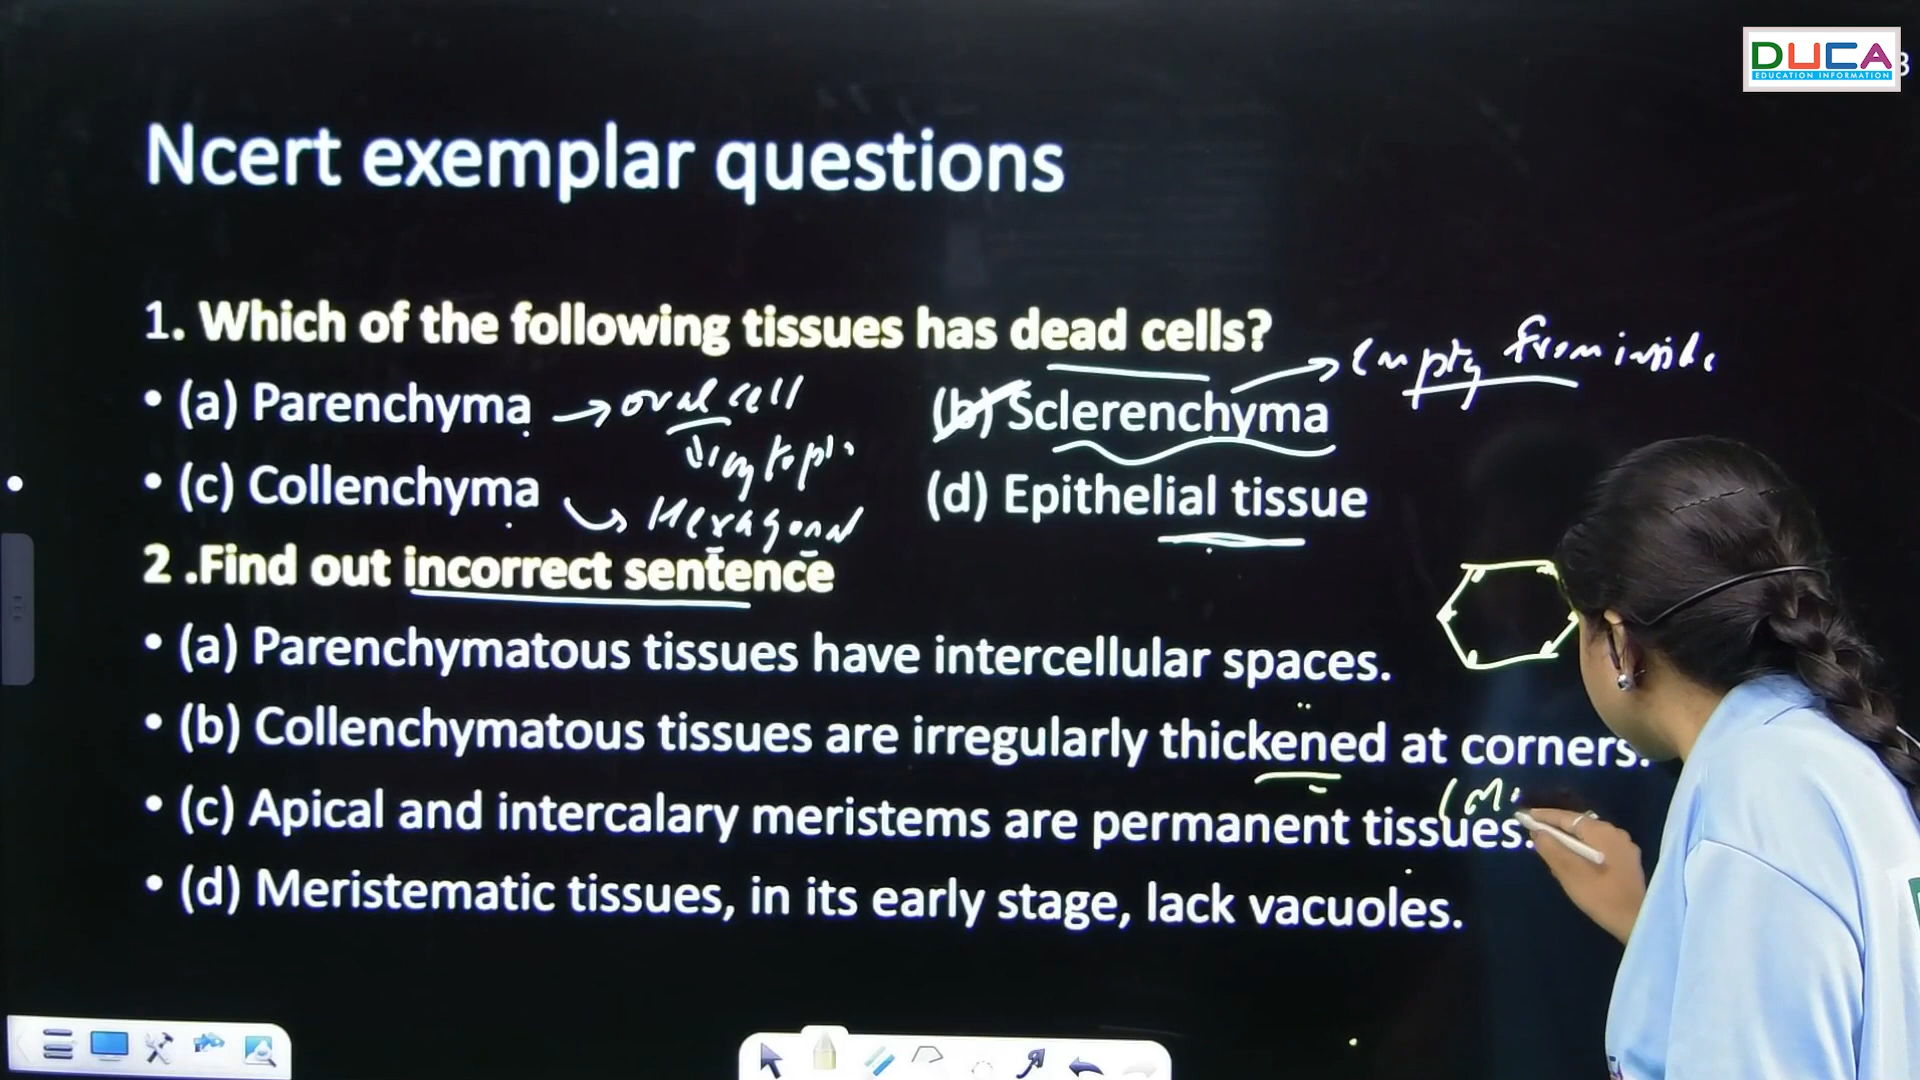 DUCA
EDUCATION INFORMATION
Ncert exemplar questions
1. Which of the following tissues has dead cells?
Empty from inside
• (a) Parenchyma → oval cell
(b) Sclerenchyma
• (c) Collenchyma
Hexagonal
(d) Epithelial tissue
2 .Find out incorrect sentence
• (a) Parenchymatous tissues have intercellular spaces.
• (b) Collenchymatous tissues are irregularly thickened at corners.
• (c) Apical and intercalary meristems are permanent tissues.
• (d) Meristematic tissues, in its early stage, lack vacuoles.